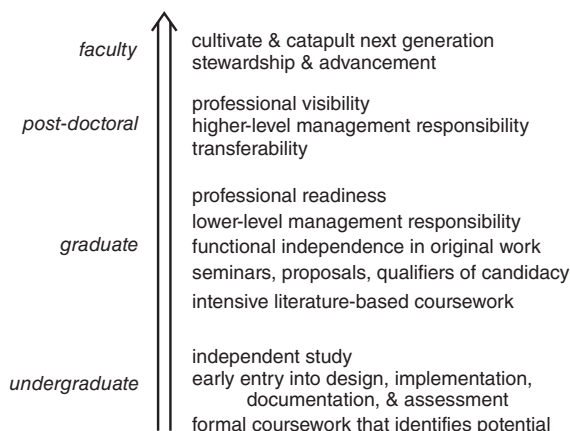 faculty
cultivate & catapult next generation
stewardship & advancement
post-doctoral
professional visibility
higher-level management responsibility
transferability
graduate
professional readiness
lower-level management responsibility
functional independence in original work
seminars, proposals, qualifiers of candidacy
intensive literature-based coursework
undergraduate
independent study
early entry into design, implementation,
documentation, & assessment
formal coursework that identifies potential